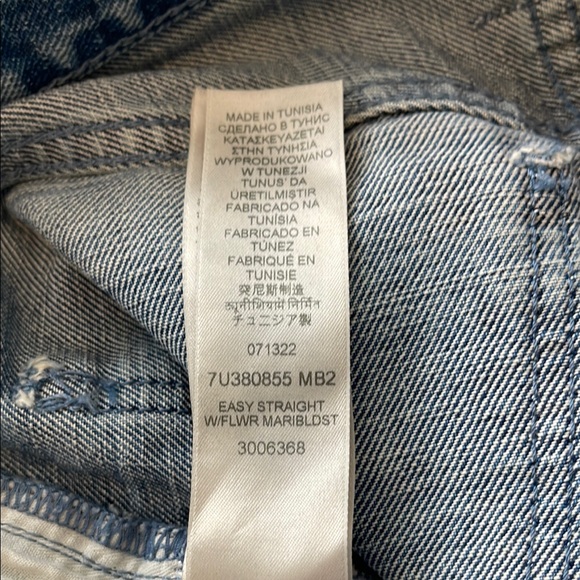 MADE IN TUNISIA
СДЕЛАНО В ТУНИС
ΚΑΤΑΣΚΕΥΑΖΕΤΑΙ
ΣΤΗΝ ΤΥΝΗΣΙΑ
WYPRODUKOWANO
W TUNEZJI
TUNUS' DA
ÜRETILMISTIR
FABRICADO NA
TUNÍSIA
FABRICADO EN
TÚNEZ
FABRIQUÉ EN
TUNISIE
突尼斯制造
ट्यूनीशिया में निर्मित
チュニジア製
071322
7U380855 MB2
EASY STRAIGHT
W/FLWR MARIBLDST
3006368